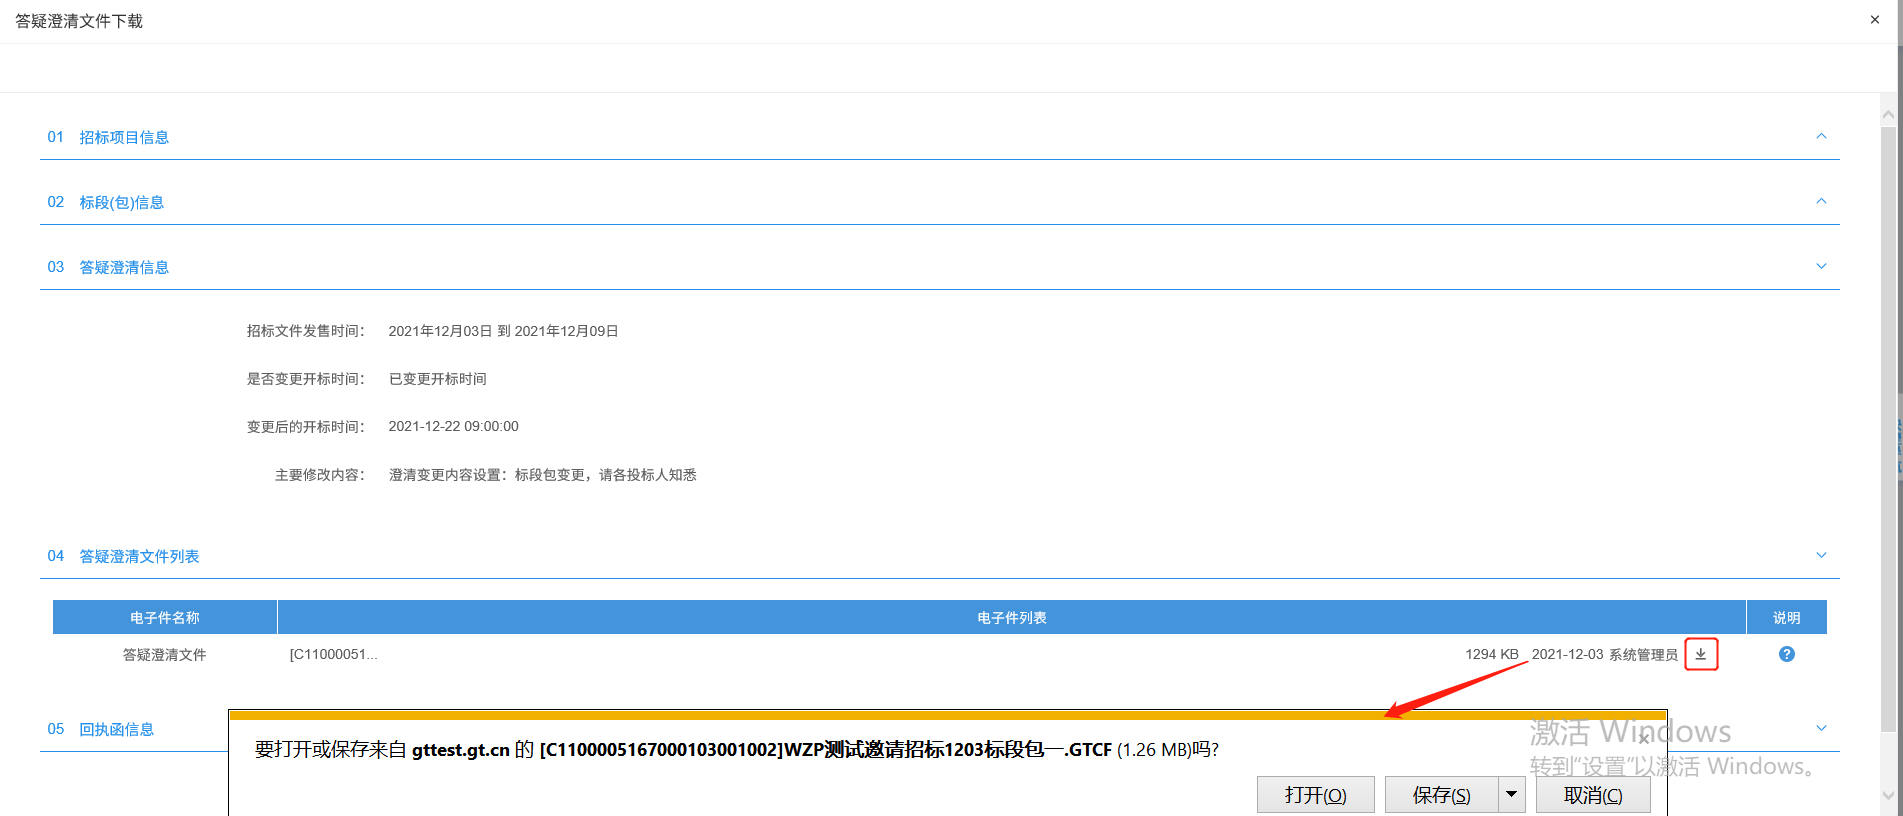 答疑澄清文件下载
×
01 招标项目信息
02 标段(包)信息
03 答疑澄清信息
招标文件发售时间： 2021年12月03日 到 2021年12月09日
是否变更开标时间： 已变更开标时间
变更后的开标时间： 2021-12-22 09:00:00
主要修改内容： 澄清变更内容设置：标段包变更，请各投标人知悉
04 答疑澄清文件列表
电子件名称 电子件列表 说明
答疑澄清文件 [C11000051... 1294 KB 2021-12-03 系统管理员 ?
05 回执函信息
要打开或保存来自 gttest.gt.cn 的 [C1100005167000103001002]WZP测试邀请招标1203标段包一.GTCF (1.26 MB)吗?
×
打开(O) 保存(S) 取消(C)
激活 Windows
转到“设置”以激活 Windows。